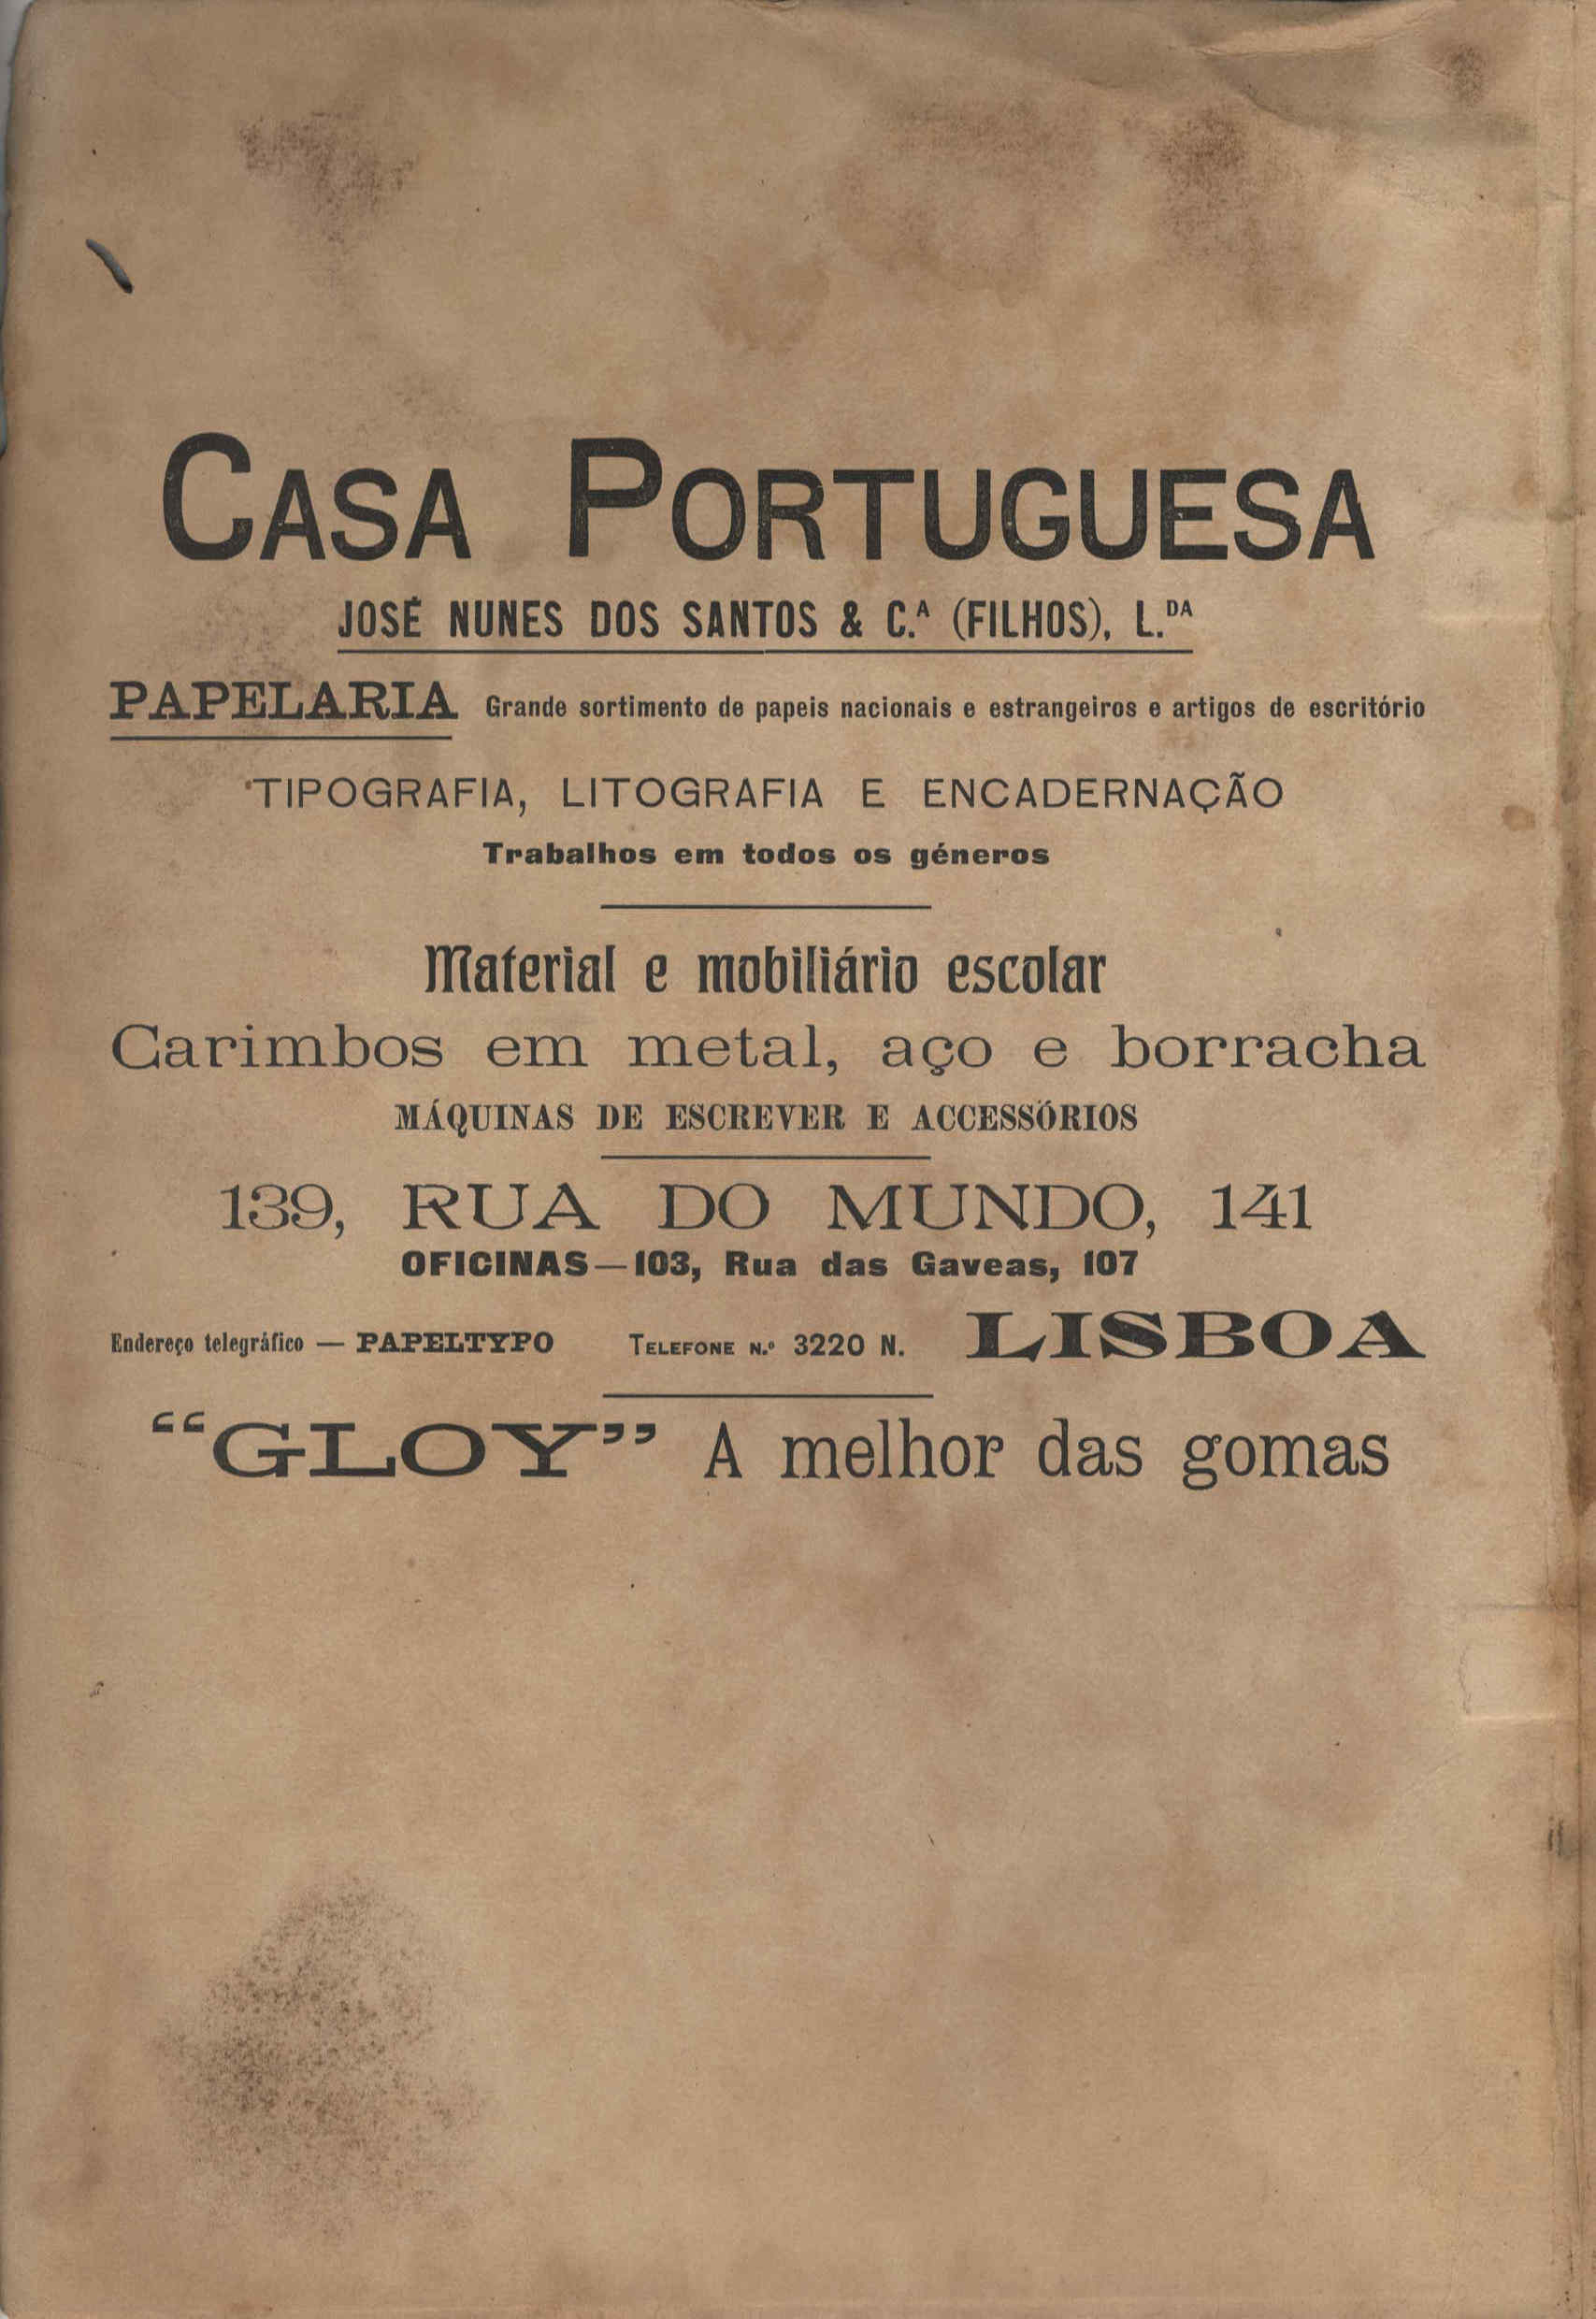 CASA PORTUGUESA
JOSÉ NUNES DOS SANTOS & C.ᴬ (FILHOS), L.ᴰᴬ
PAPELARIA Grande sortimento de papeis nacionais e estrangeiros e artigos de escritório
TIPOGRAFIA, LITOGRAFIA E ENCADERNAÇÃO
Trabalhos em todos os géneros
Material e mobiliário escolar
Carimbos em metal, aço e borracha
MÁQUINAS DE ESCREVER E ACCESSÓRIOS
139, RUA DO MUNDO, 141
OFICINAS—103, Rua das Gaveas, 107
Endereço telegráfico — PAPELTYPO TELEFONE N.º 3220 N. LISBOA
“GLOY” A melhor das gomas